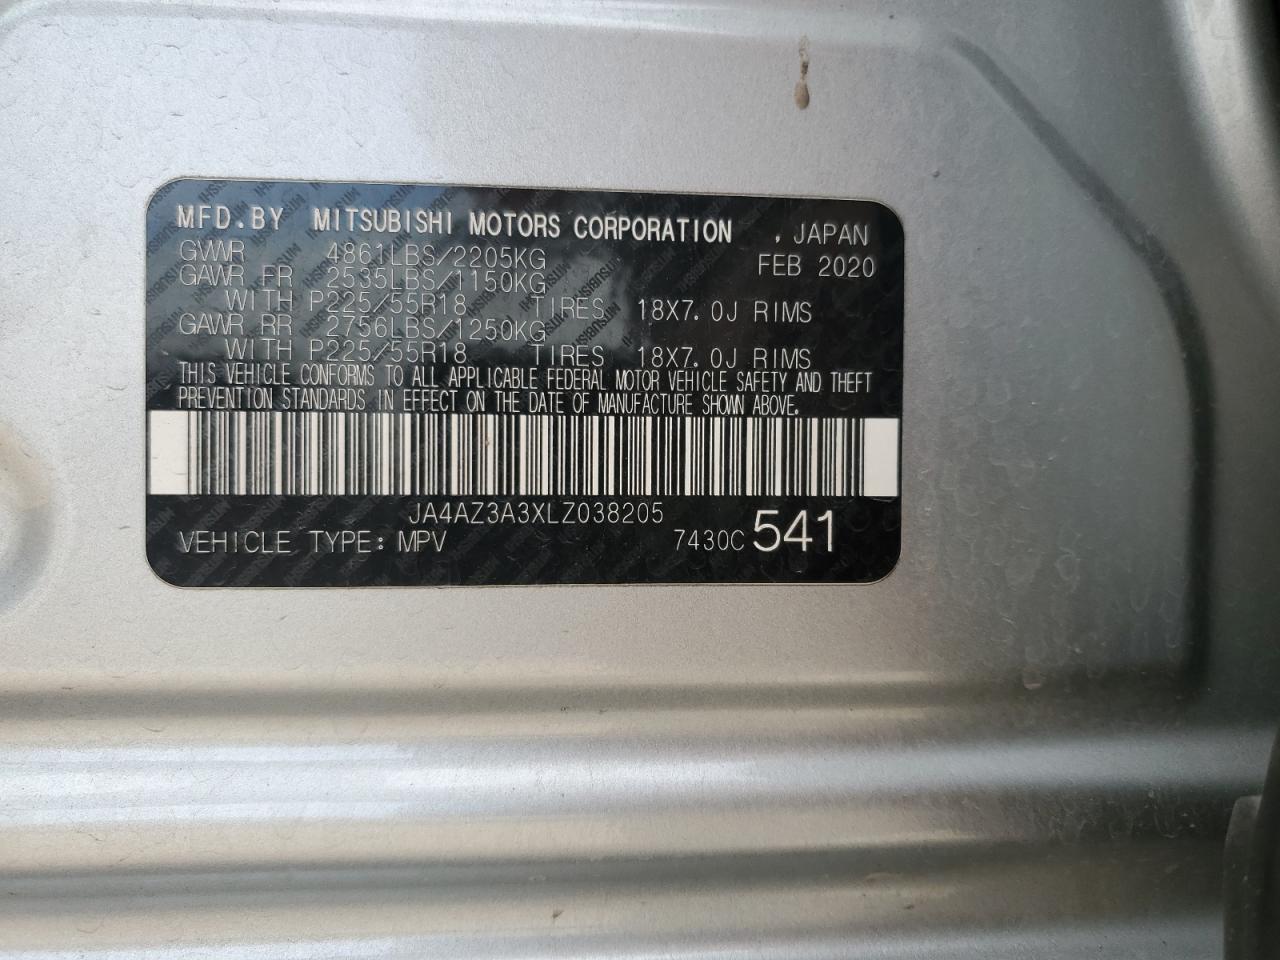 MFD.BY MITSUBISHI MOTORS CORPORATION , JAPAN
GVWR 4861LBS/2205KG FEB 2020
GAWR FR 2535LBS/1150KG
WITH P225/55R18 TIRES 18X7.0J RIMS
GAWR RR 2756LBS/1250KG
WITH P225/55R18 TIRES 18X7.0J RIMS
THIS VEHICLE CONFORMS TO ALL APPLICABLE FEDERAL MOTOR VEHICLE SAFETY AND THEFT
PREVENTION STANDARDS IN EFFECT ON THE DATE OF MANUFACTURE SHOWN ABOVE.
JA4AZ3A3XLZ038205
VEHICLE TYPE: MPV 7430C 541